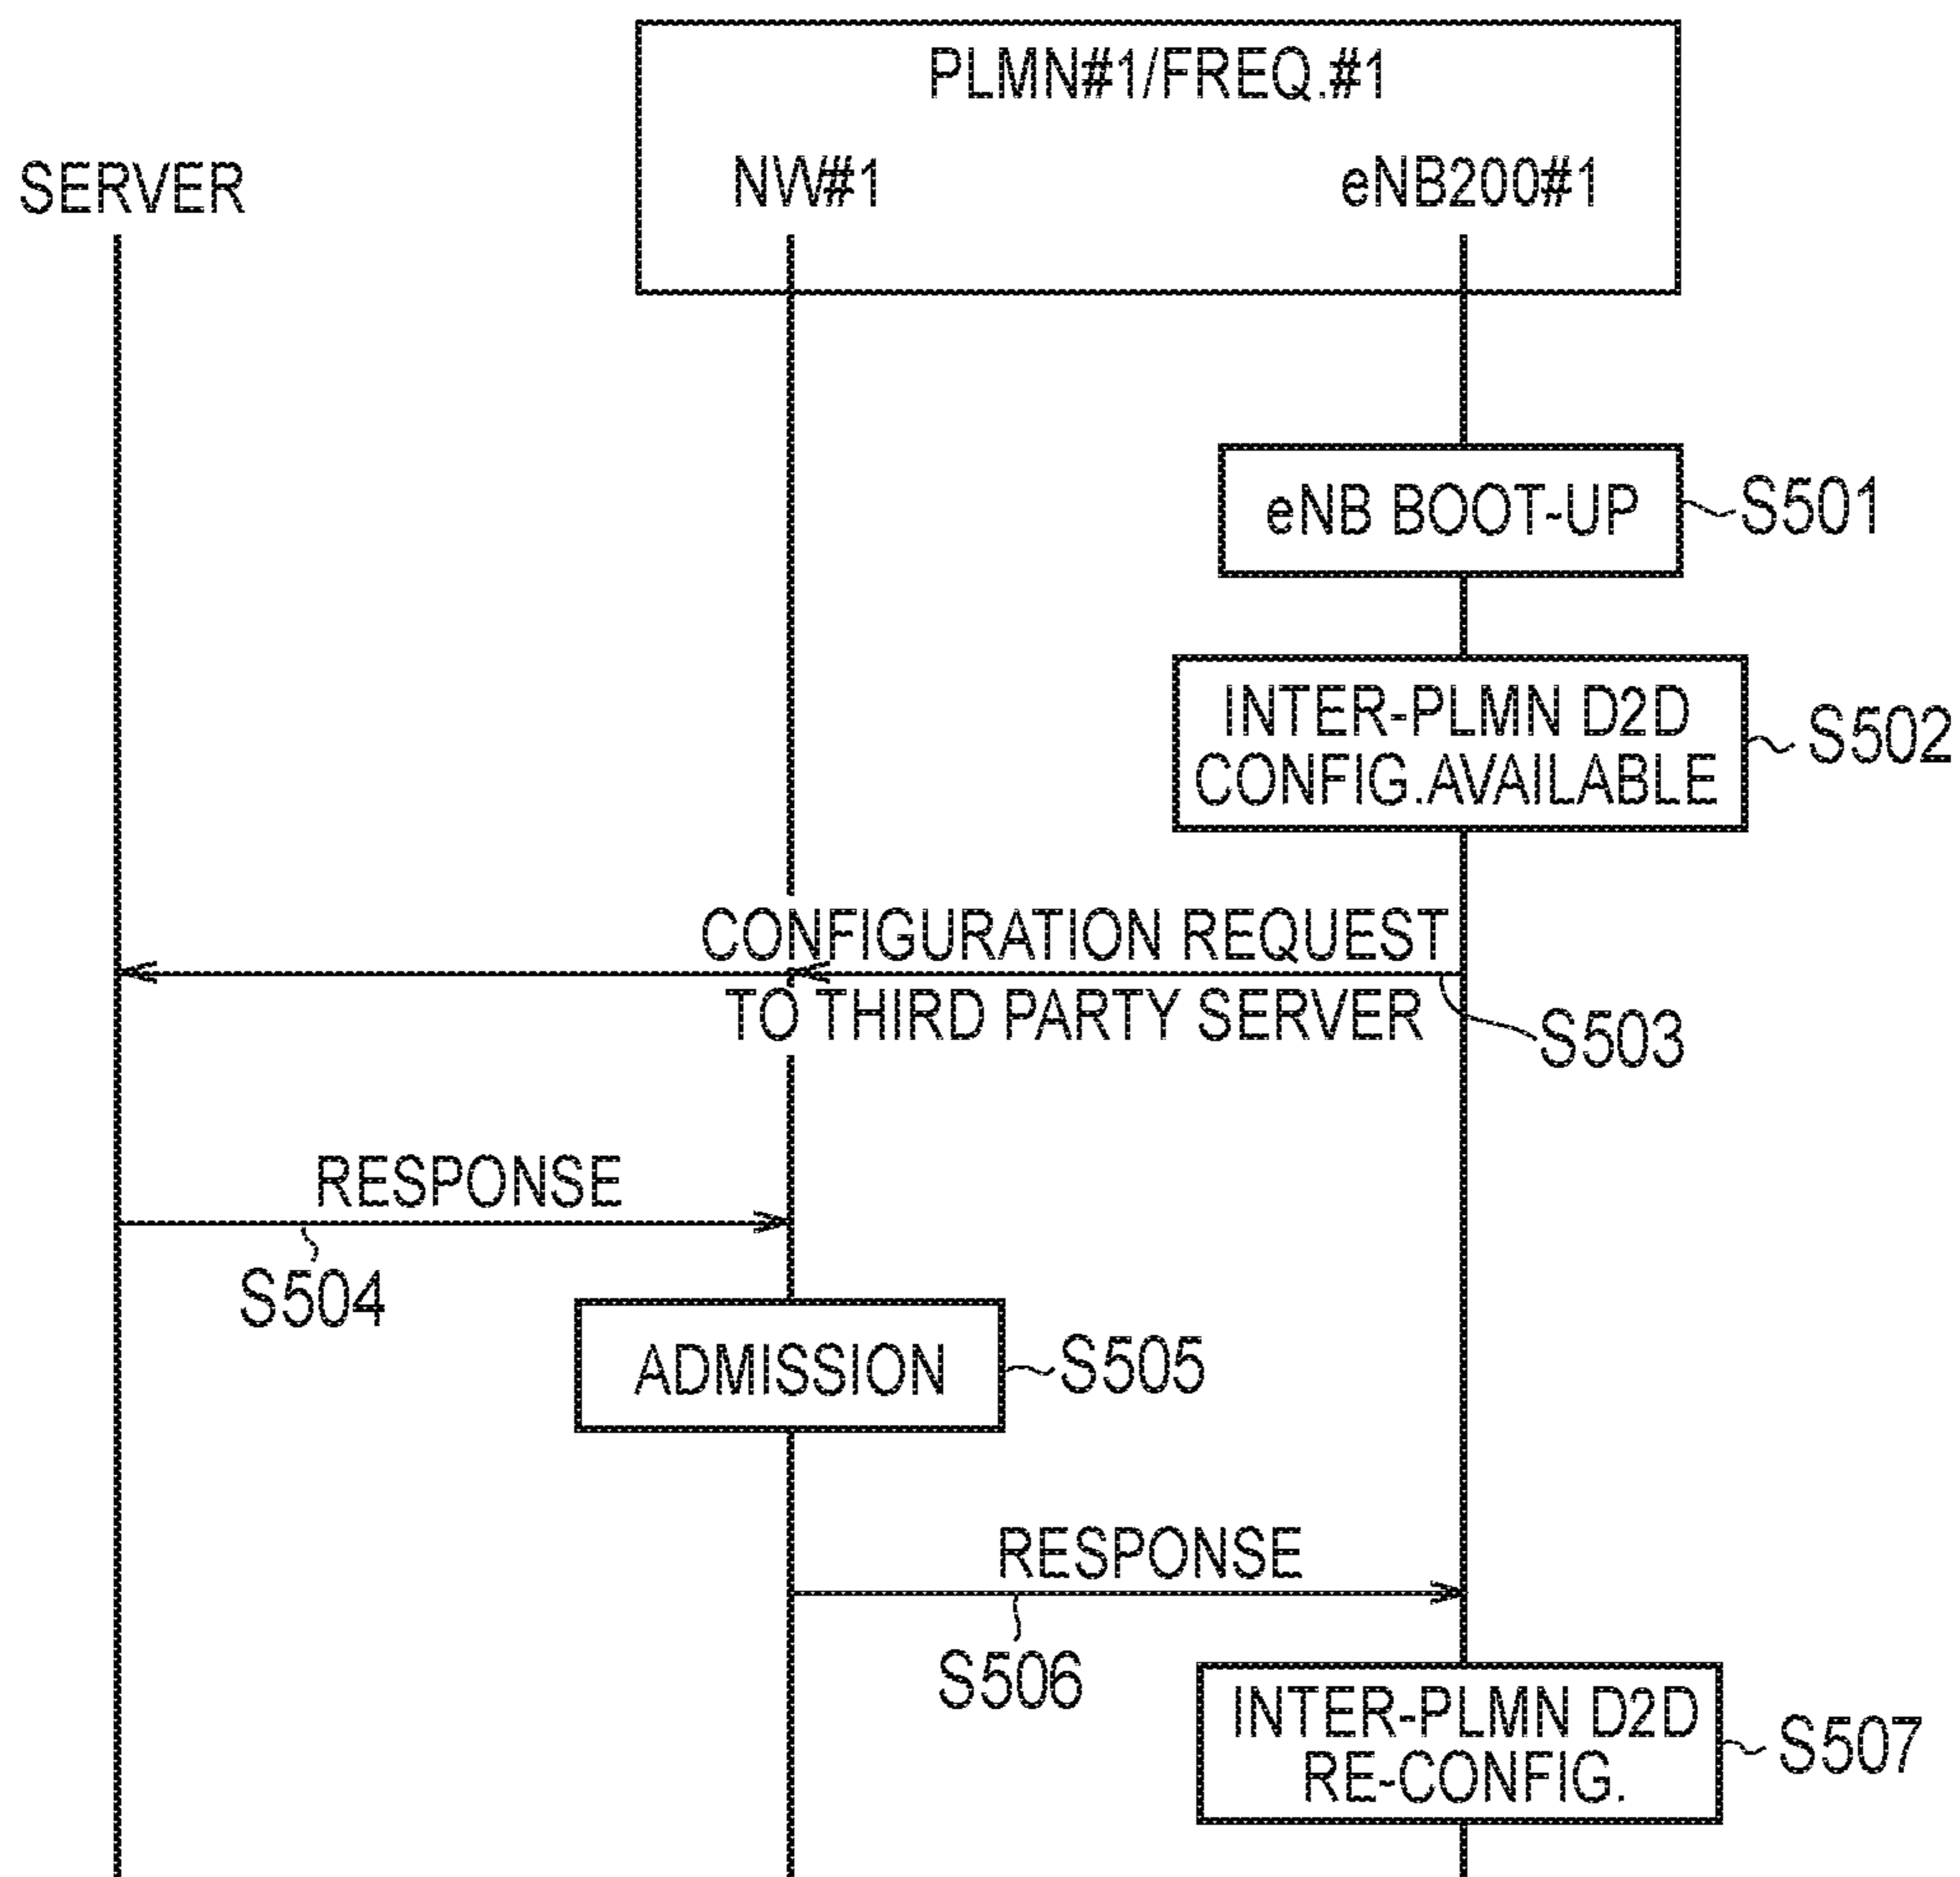 PLMN#1/FREQ.#1
SERVER
NW#1
eNB200#1
eNB BOOT-UP
S501
INTER-PLMN D2D
CONFIG.AVAILABLE
S502
CONFIGURATION REQUEST
TO THIRD PARTY SERVER
S503
RESPONSE
S504
ADMISSION
S505
RESPONSE
S506
INTER-PLMN D2D
RE-CONFIG.
S507